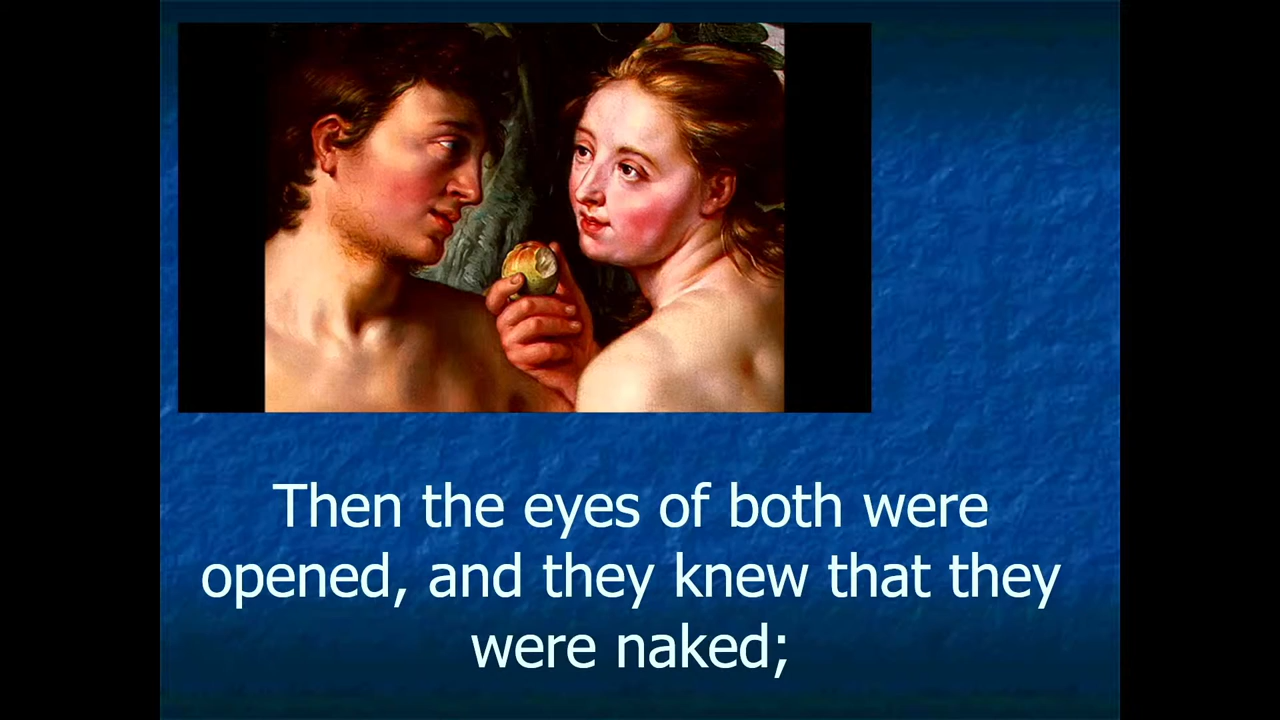 Then the eyes of both were
opened, and they knew that they
were naked;